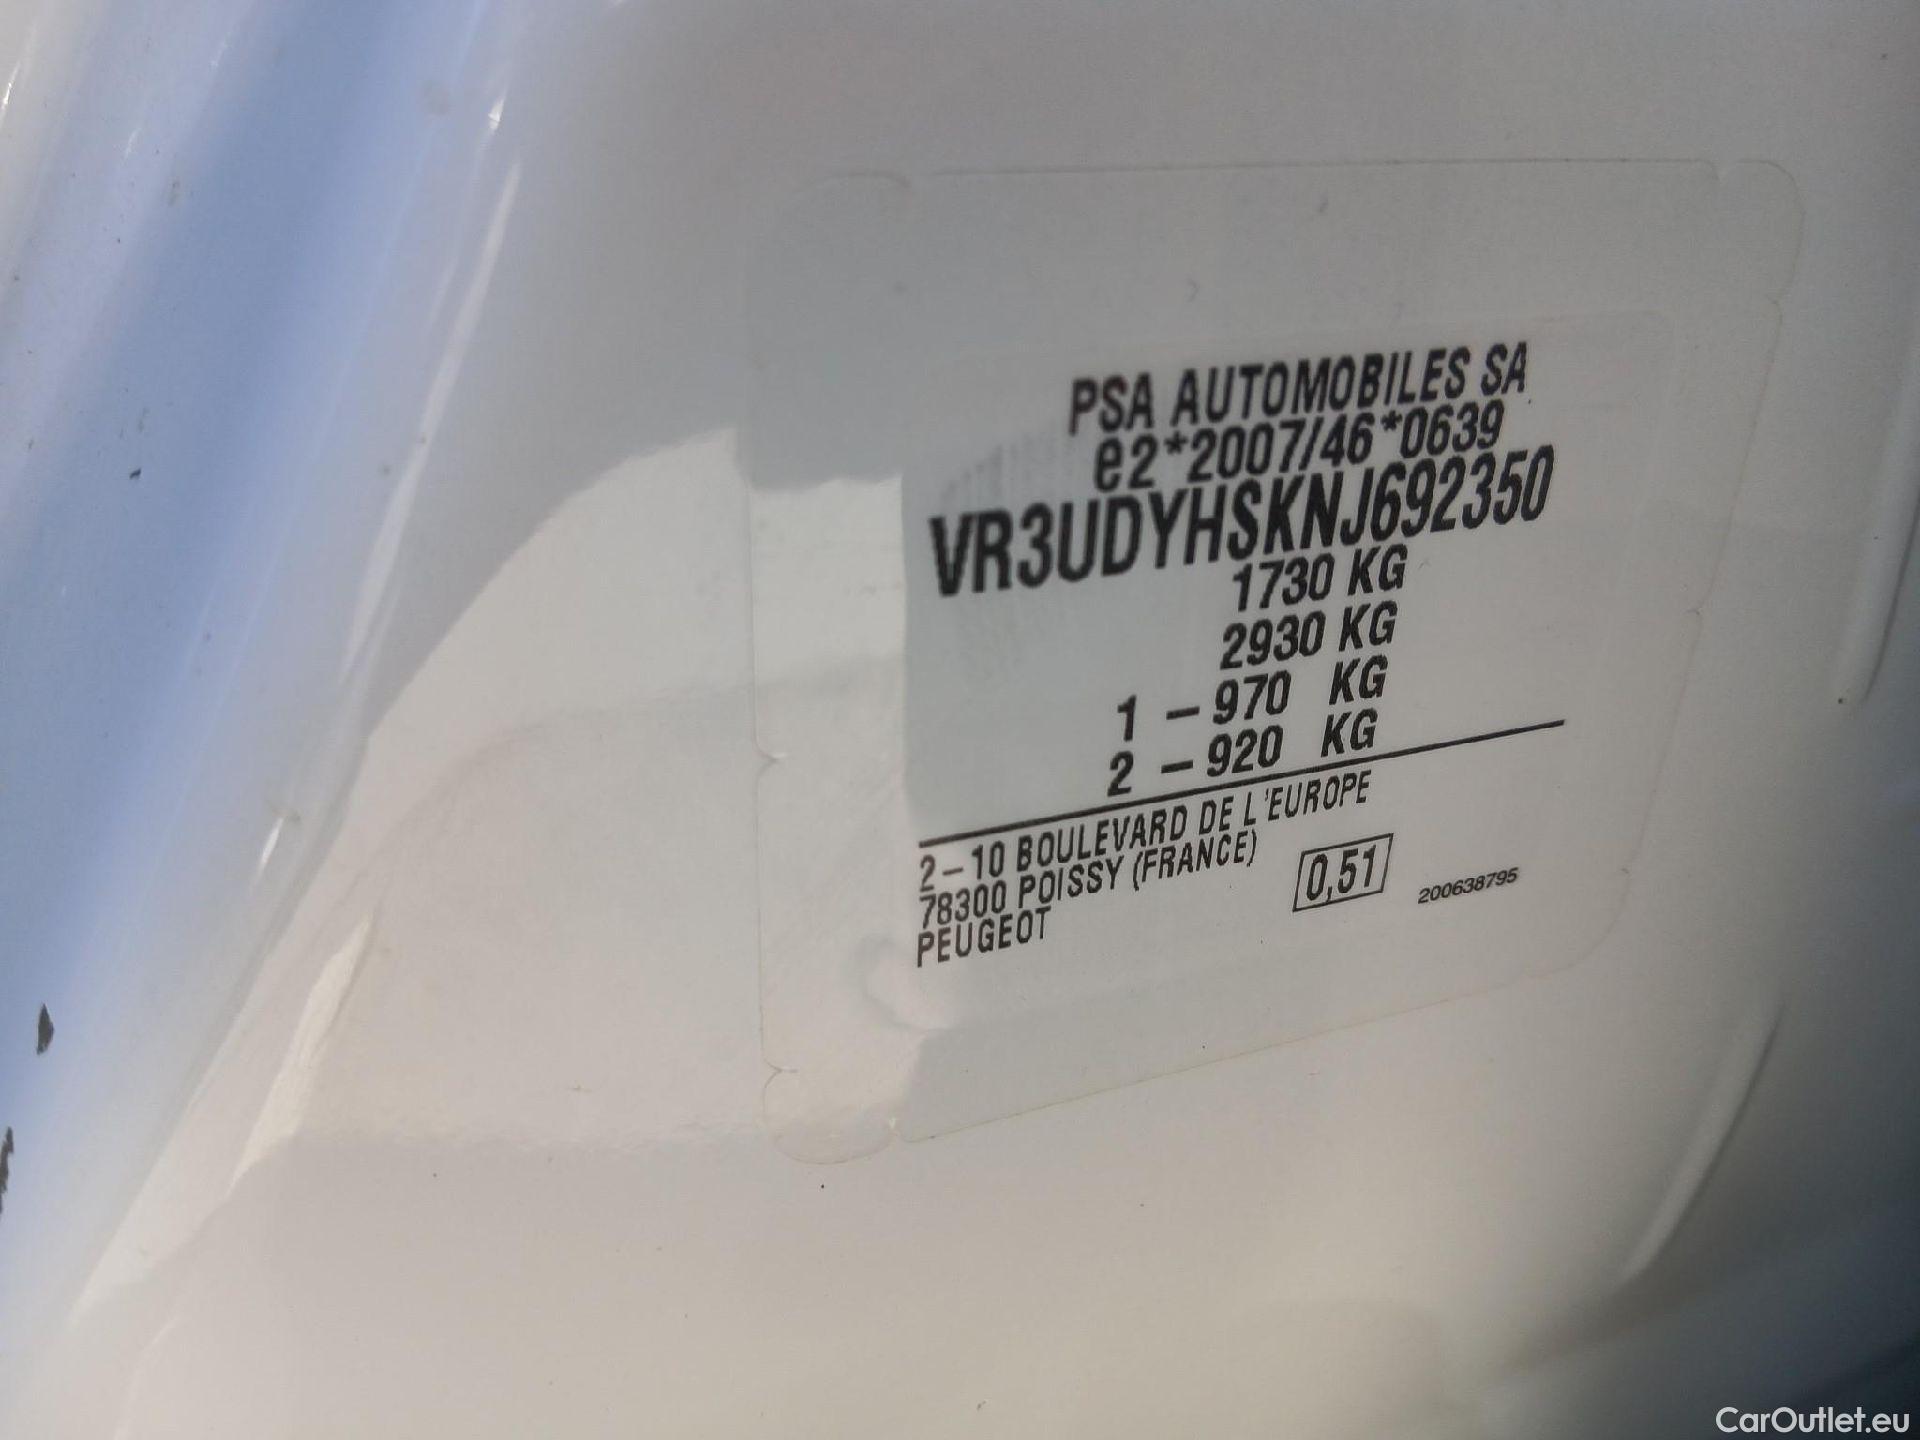 PSA AUTOMOBILES SA
e2*2007/46*0639
VR3UDYHSKNJ692350
1730 KG
2930 KG
1 - 970 KG
2 - 920 KG
2-10 BOULEVARD DE L'EUROPE
78300 POISSY (FRANCE)
PEUGEOT
0,51
200638795
CarOutlet.eu